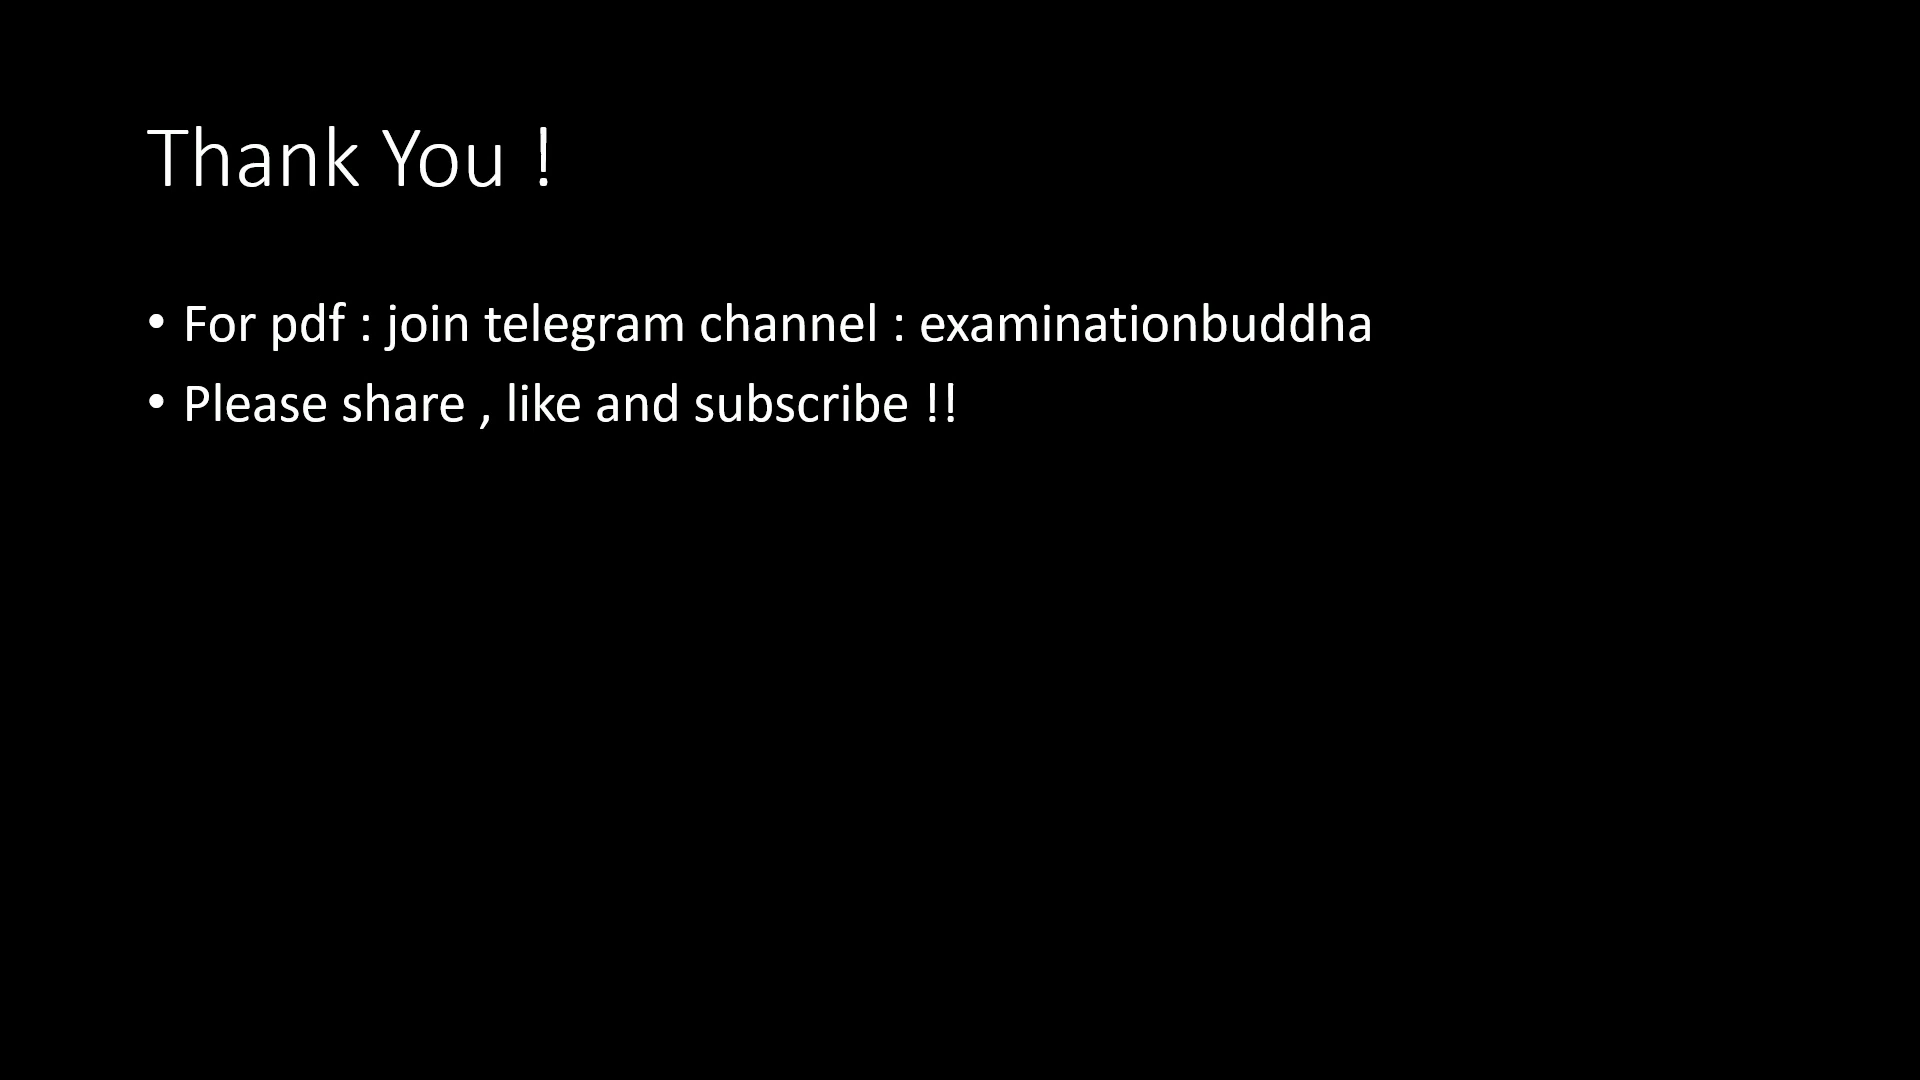 Thank You !
• For pdf : join telegram channel : examinationbuddha
• Please share , like and subscribe !!